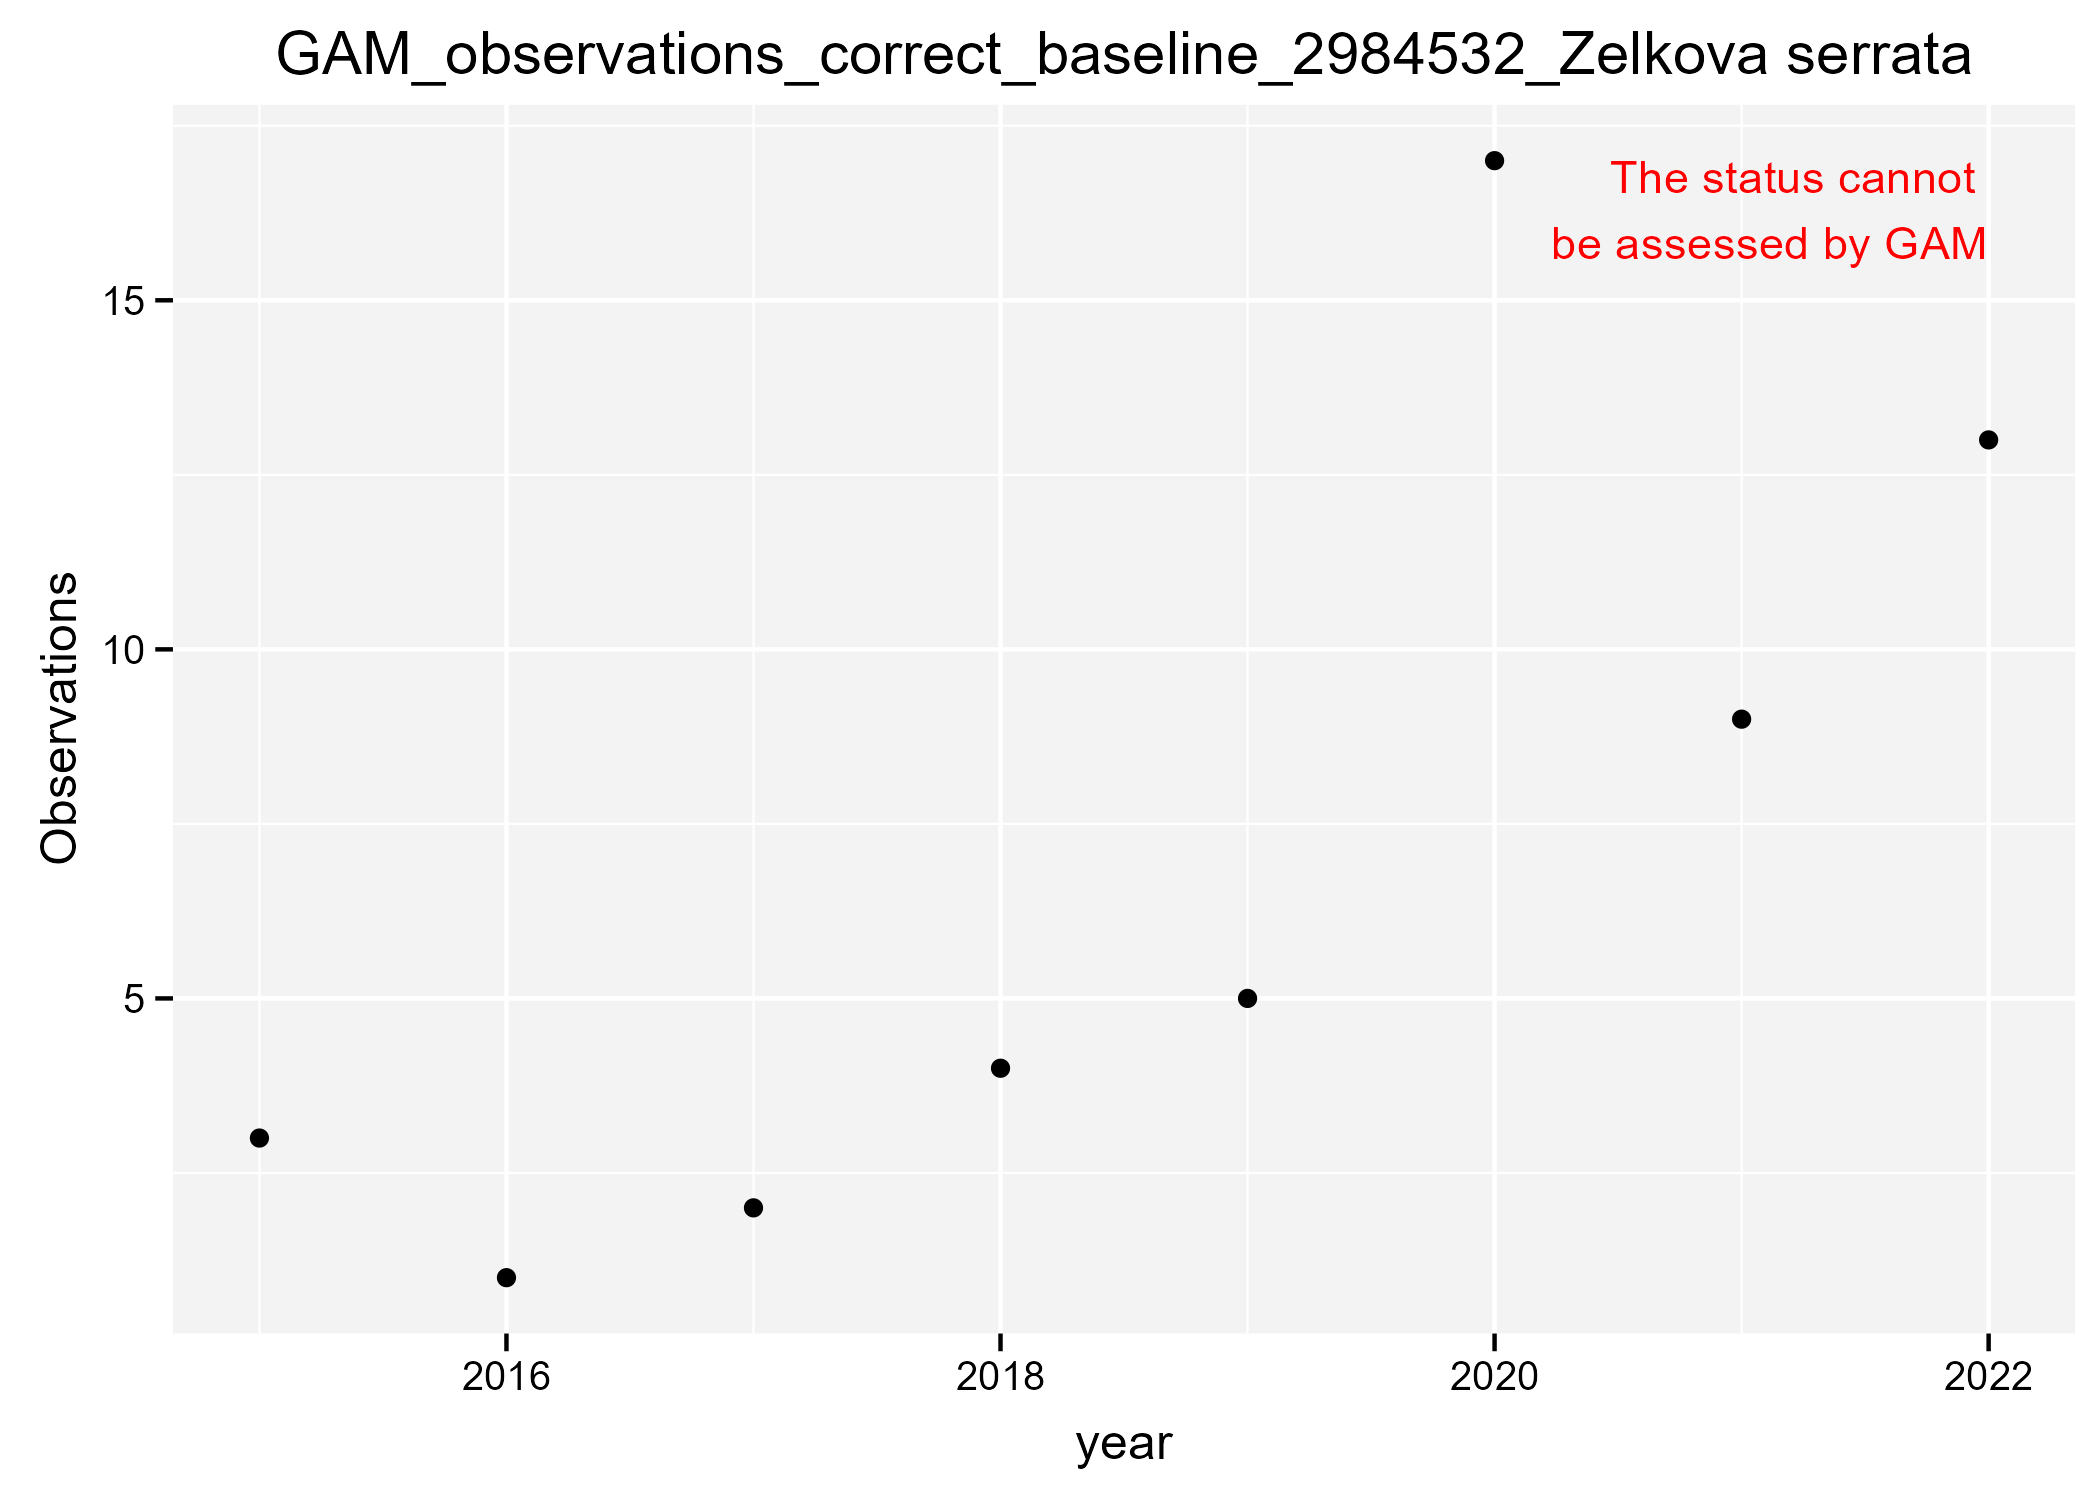 GAM_observations_correct_baseline_2984532_Zelkova serrata
The status cannot
be assessed by GAM
15
10
5
Observations
2016 2018 2020 2022
year